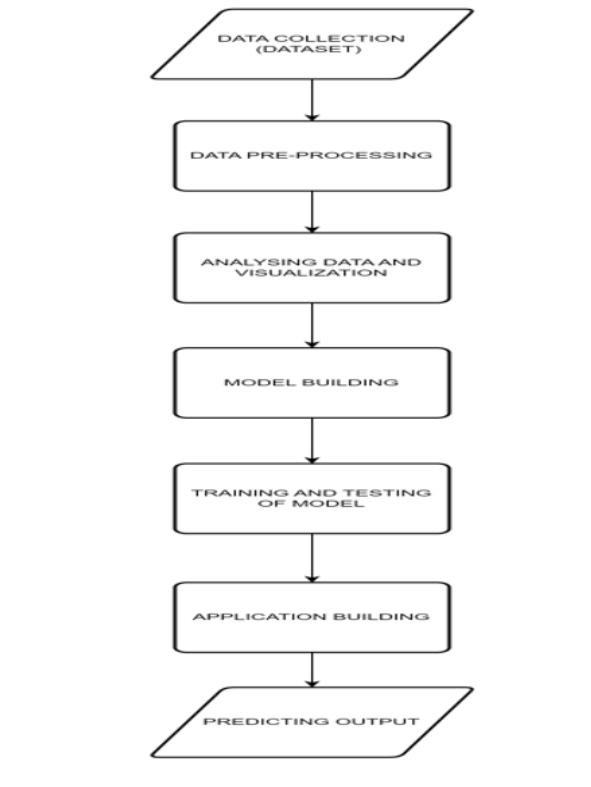 DATA COLLECTION
(DATASET)
DATA PRE-PROCESSING
ANALYSING DATA AND
VISUALIZATION
MODEL BUILDING
TRAINING AND TESTING
OF MODEL
APPLICATION BUILDING
PREDICTING OUTPUT